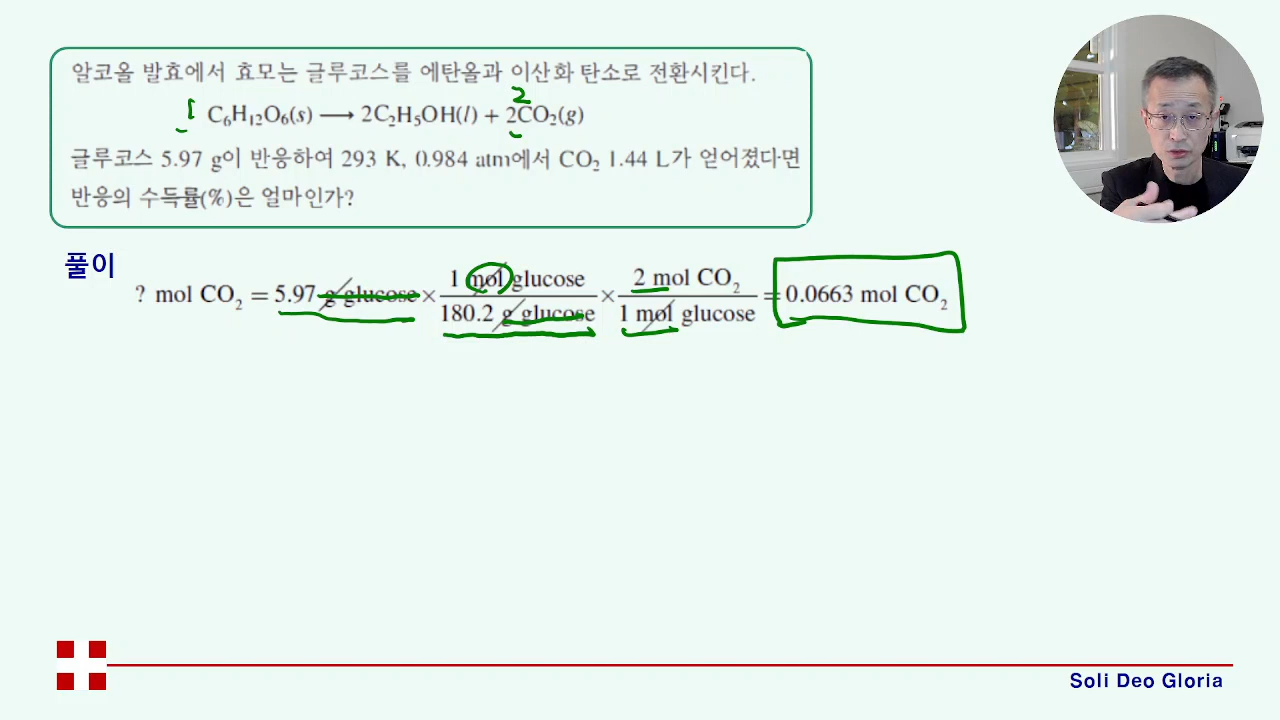 알코올 발효에서 효모는 글루코스를 에탄올과 이산화 탄소로 전환시킨다.
1 2
C₆H₁₂O₆(s) ⟶ 2C₂H₅OH(l) + 2CO₂(g)
글루코스 5.97 g이 반응하여 293 K, 0.984 atm에서 CO₂ 1.44 L가 얻어졌다면
반응의 수득률(%)은 얼마인가?
풀이
? mol CO₂ = 5.97 g glucose × 1 mol glucose / 180.2 g glucose × 2 mol CO₂ / 1 mol glucose = 0.0663 mol CO₂
Soli Deo Gloria